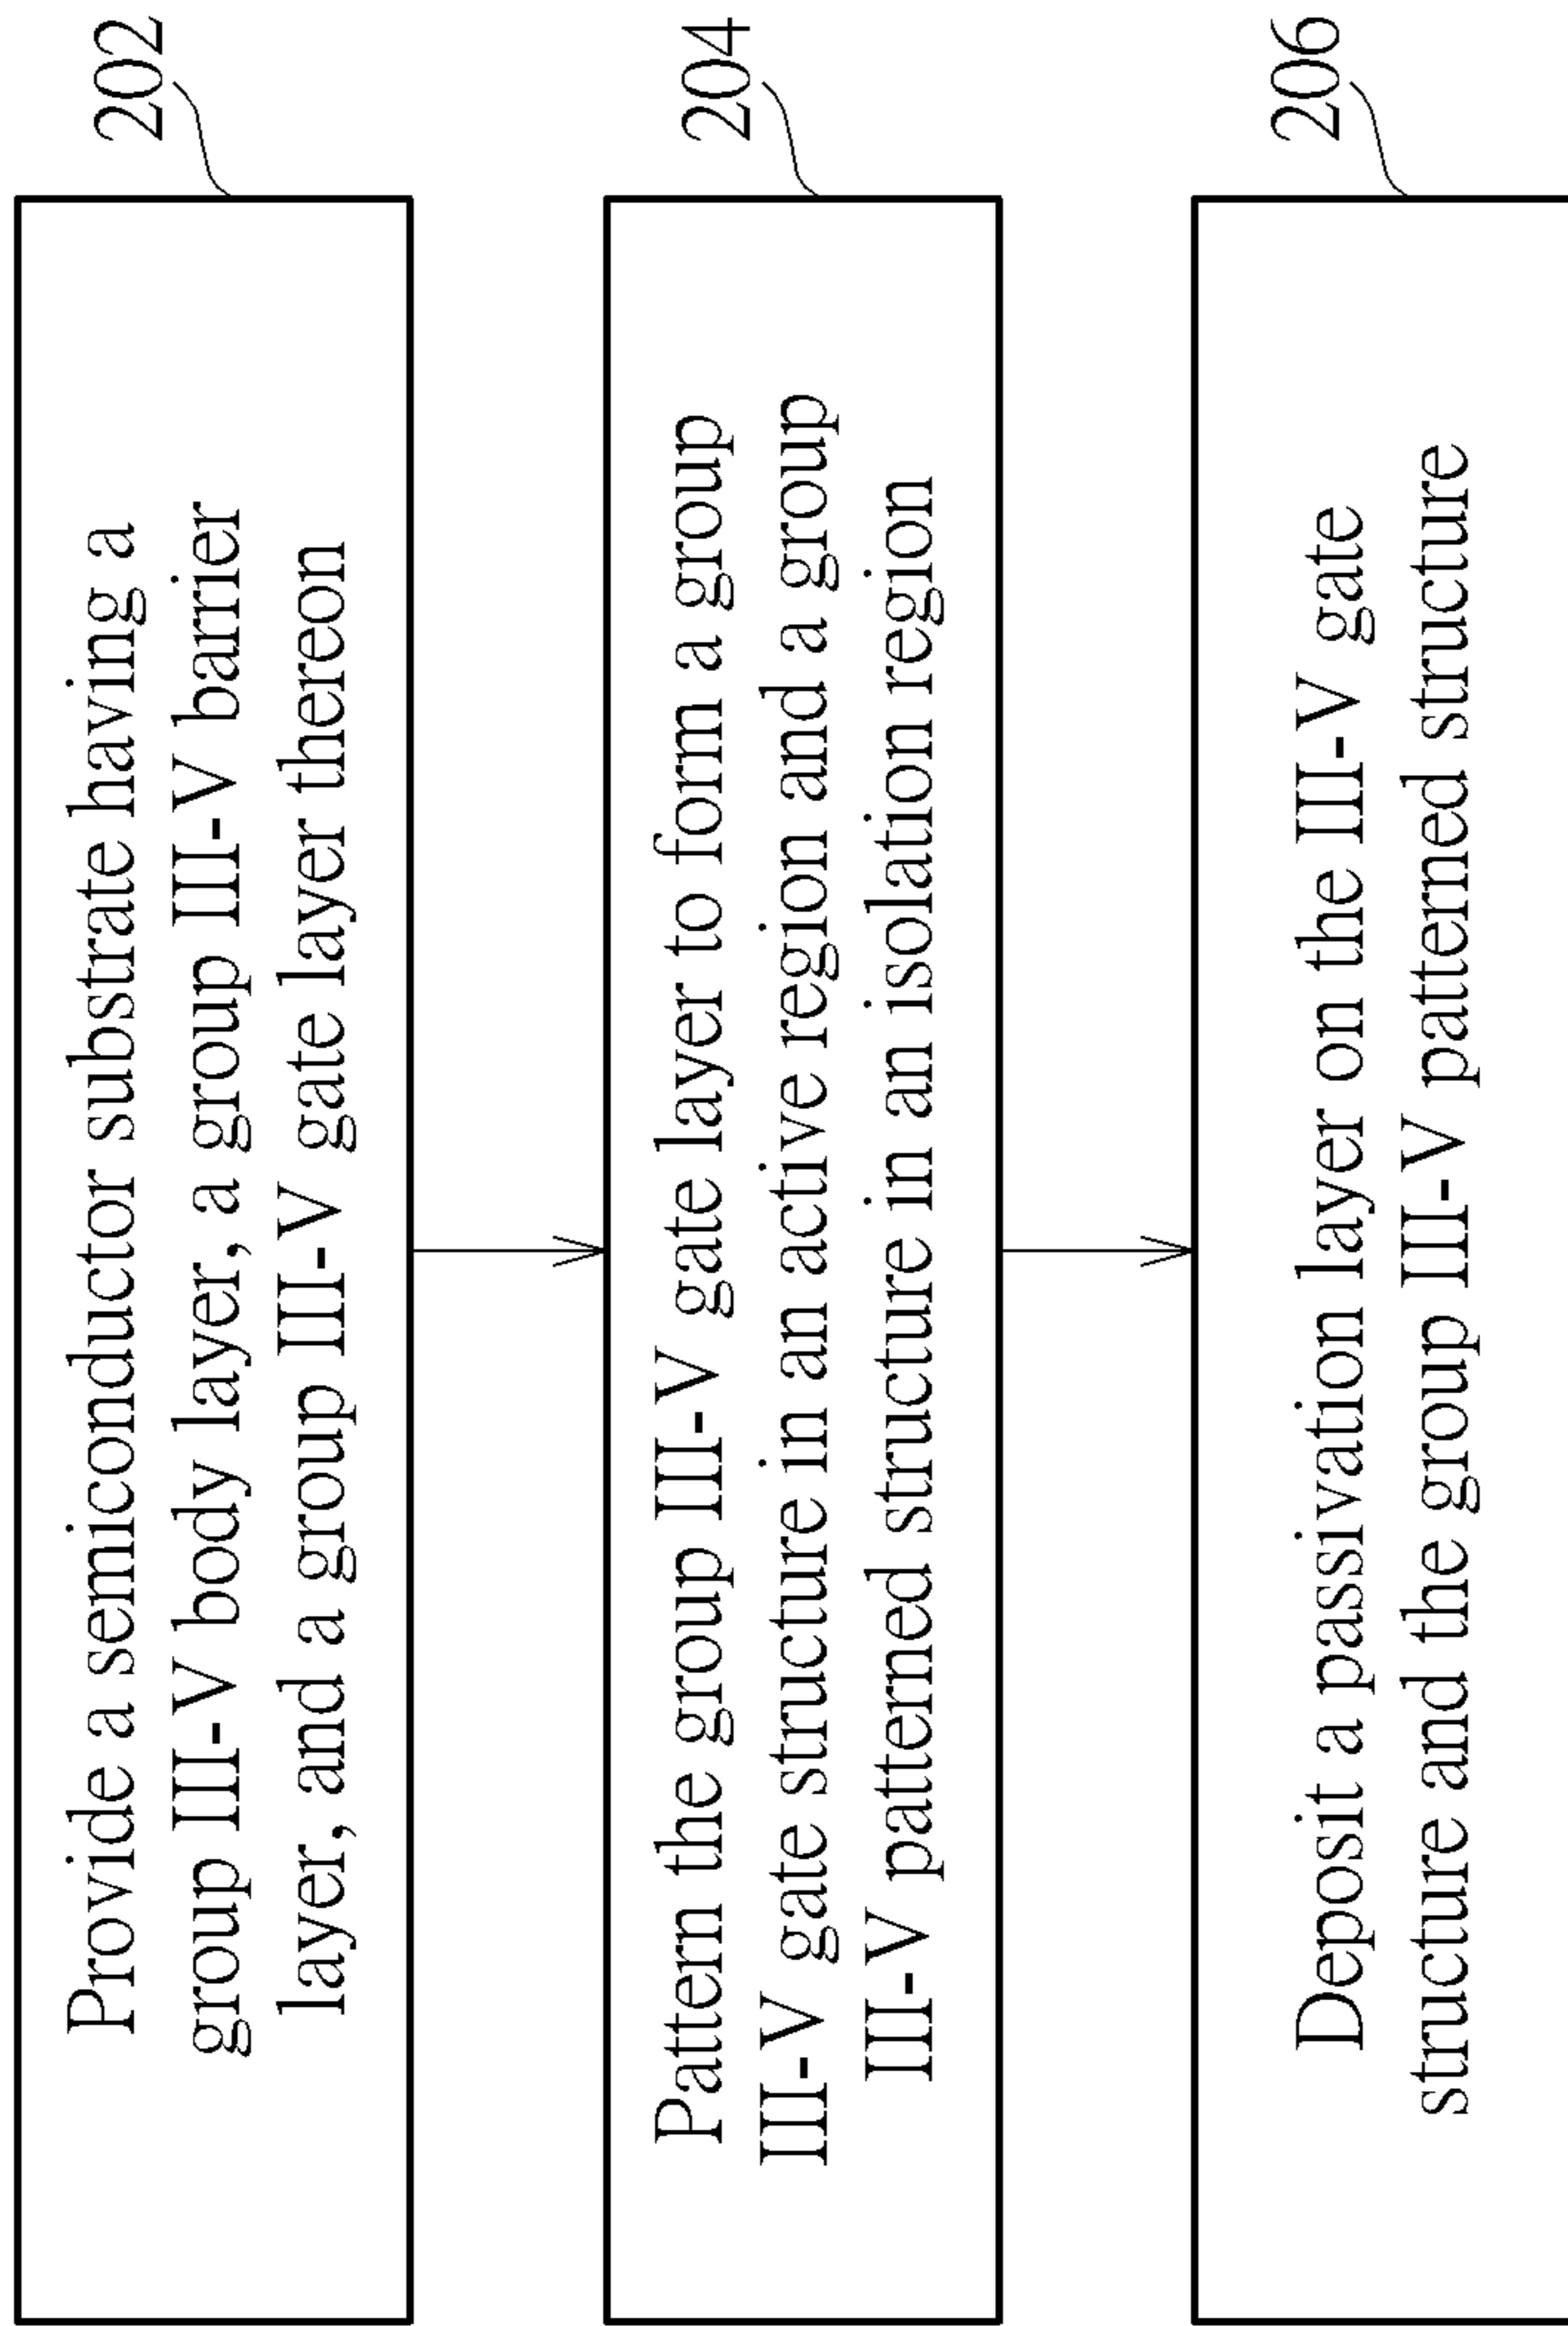 Provide a semiconductor substrate having a
group III-V body layer, a group III-V barrier
layer, and a group III-V gate layer thereon
202
Pattern the group III-V gate layer to form a group
III-V gate structure in an active region and a group
III-V patterned structure in an isolation region
204
Deposit a passivation layer on the III-V gate
structure and the group III-V patterned structure
206